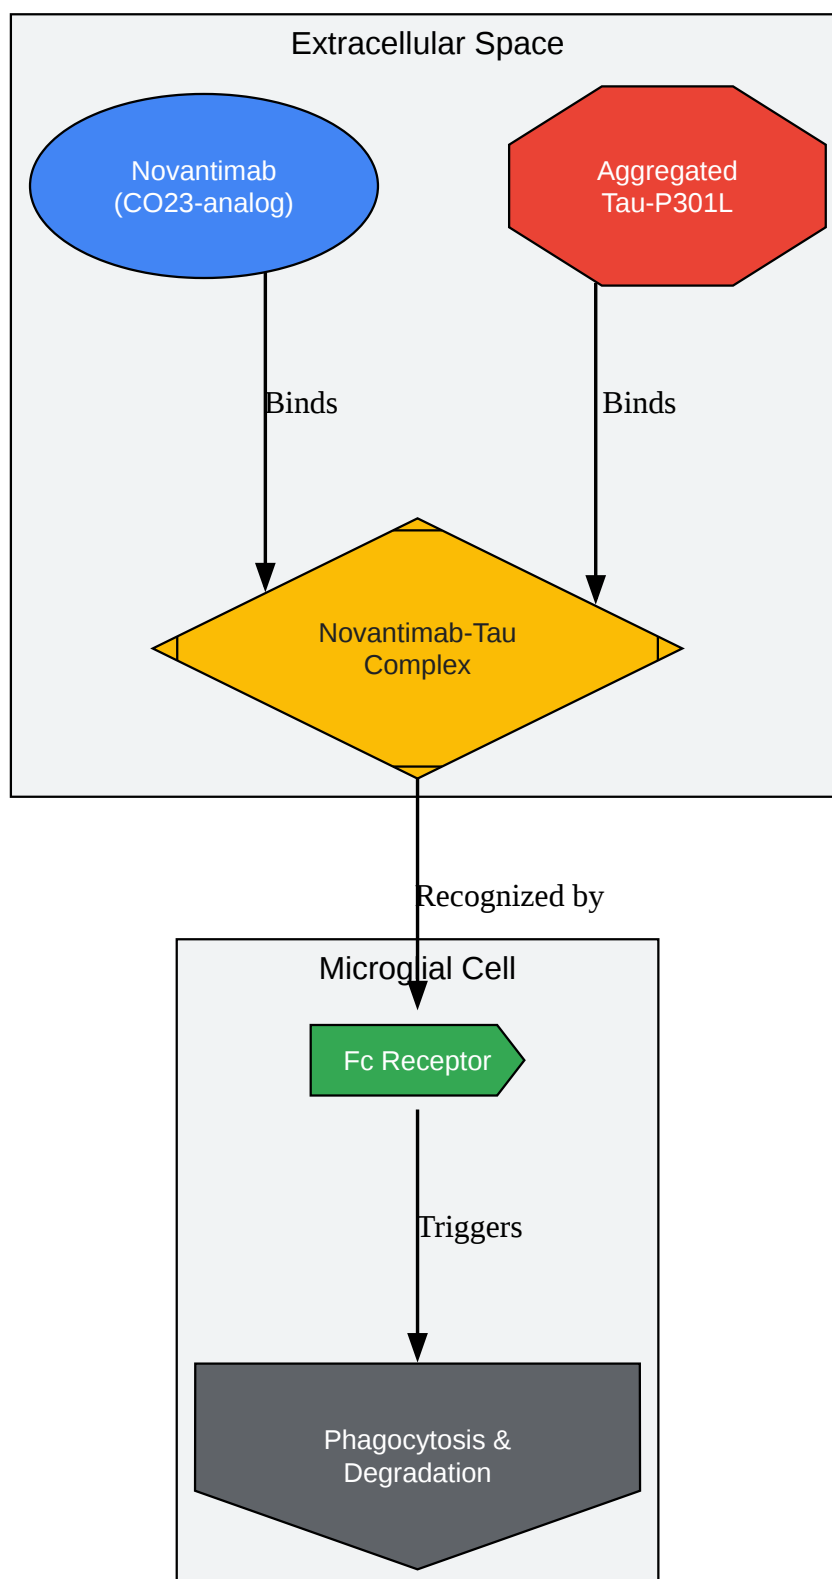 Extracellular Space
Novantimab
(CO23-analog)
Aggregated
Tau-P301L
Binds
Binds
Novantimab-Tau
Complex
Recognized by
Microglial Cell
Fc Receptor
Triggers
Phagocytosis &
Degradation